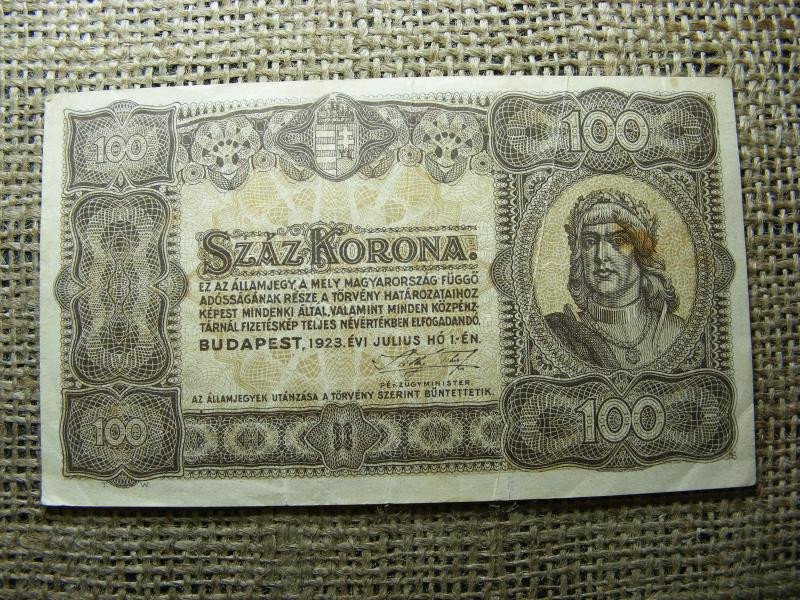 100
100
SZÁZ KORONA.
EZ AZ ÁLLAMJEGY, A MELY MAGYARORSZÁG FÜGGŐ
ADÓSSÁGÁNAK RÉSZE, A TÖRVÉNY HATÁROZATAIHOZ
KÉPEST MINDENKI ÁLTAL, VALAMINT MINDEN KÖZPÉNZ-
TÁRNÁL FIZETÉSKÉP TELJES NÉVÉRTÉKBEN ELFOGADANDÓ.
BUDAPEST, 1923. ÉVI JULIUS HÓ 1.-ÉN.
PÉNZÜGYMINISTER.
AZ ÁLLAMJEGYEK UTÁNZÁSA A TÖRVÉNY SZERINT BÜNTETTETIK.
100
100